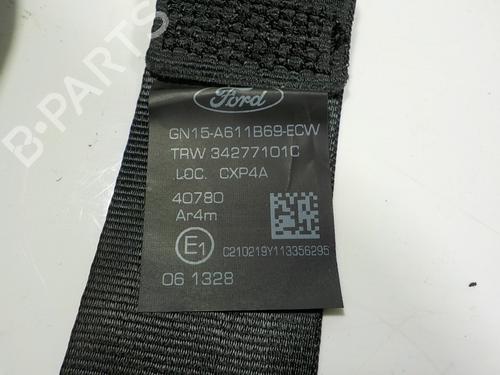 B-PARTS
Ford
GN15-A611B69-ECW
TRW 34277101C
LOC. CXP4A
40780
Ar4m
E1
C210219Y113356295
06 1328